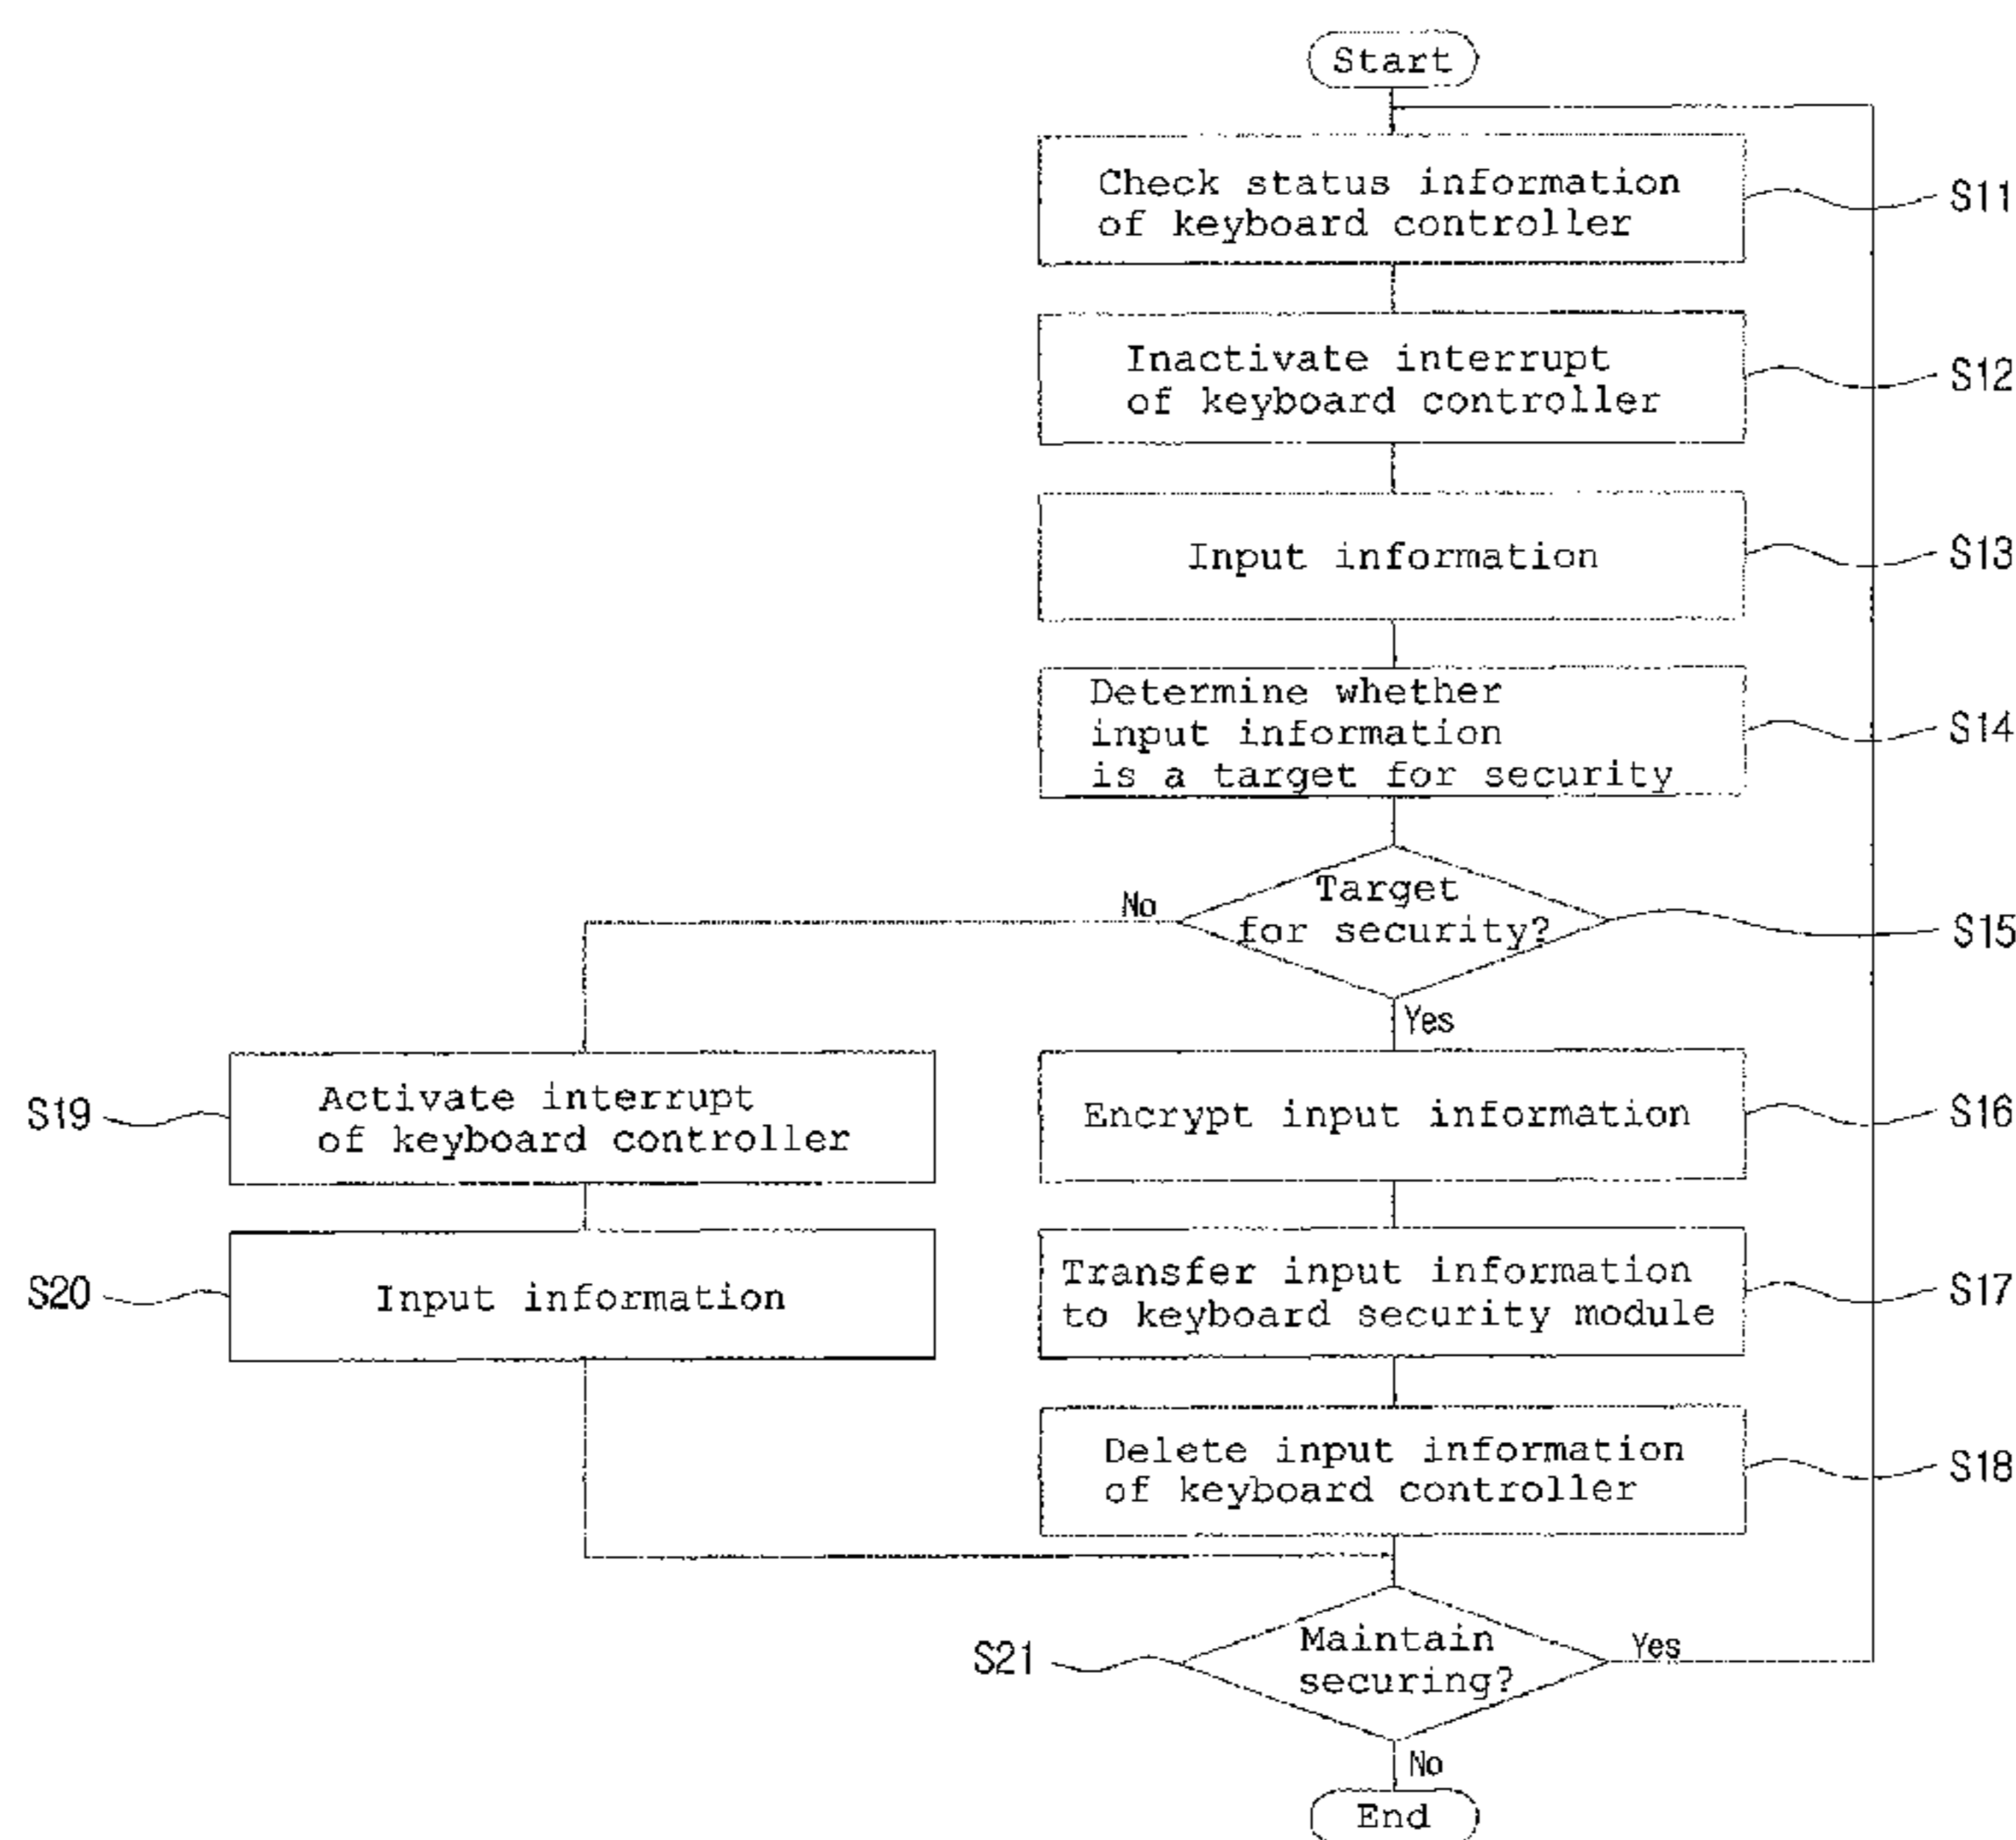 Start
Check status information
of keyboard controller
S11
Inactivate interrupt
of keyboard controller
S12
Input information
S13
Determine whether
input information
is a target for security
S14
No
Target
for security?
S15
Yes
S19
Activate interrupt
of keyboard controller
Encrypt input information
S16
S20
Input information
Transfer input information
to keyboard security module
S17
Delete input information
of keyboard controller
S18
S21
Maintain
securing?
Yes
No
End